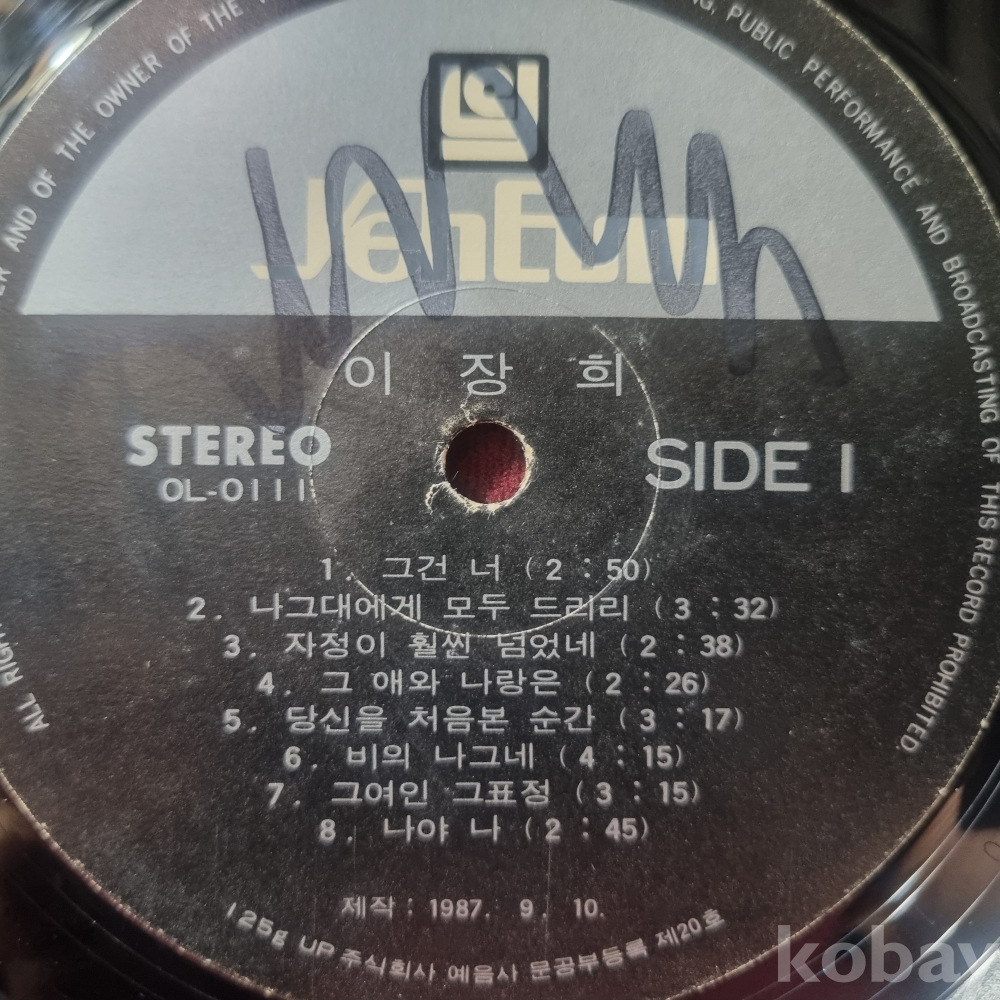 AND OF THE OWNER OF THE
PUBLIC PERFORMANCE AND BROADCASTING OF THIS RECORD PROHIBITED.
YehEum
이 장 희
STEREO
OL-0111
SIDE 1
1. 그건 너 (2 : 50)
2. 나그대에게 모두 드리리 (3 : 32)
3. 자정이 훨씬 넘었네 (2 : 38)
4. 그 애와 나랑은 (2 : 26)
5. 당신을 처음본 순간 (3 : 17)
6. 비의 나그네 (4 : 15)
7. 그여인 그표정 (3 : 15)
8. 나야 나 (2 : 45)
제작 : 1987. 9. 10.
125g UP 주식회사 예음사 문공부등록 제20호
ALL
kobay